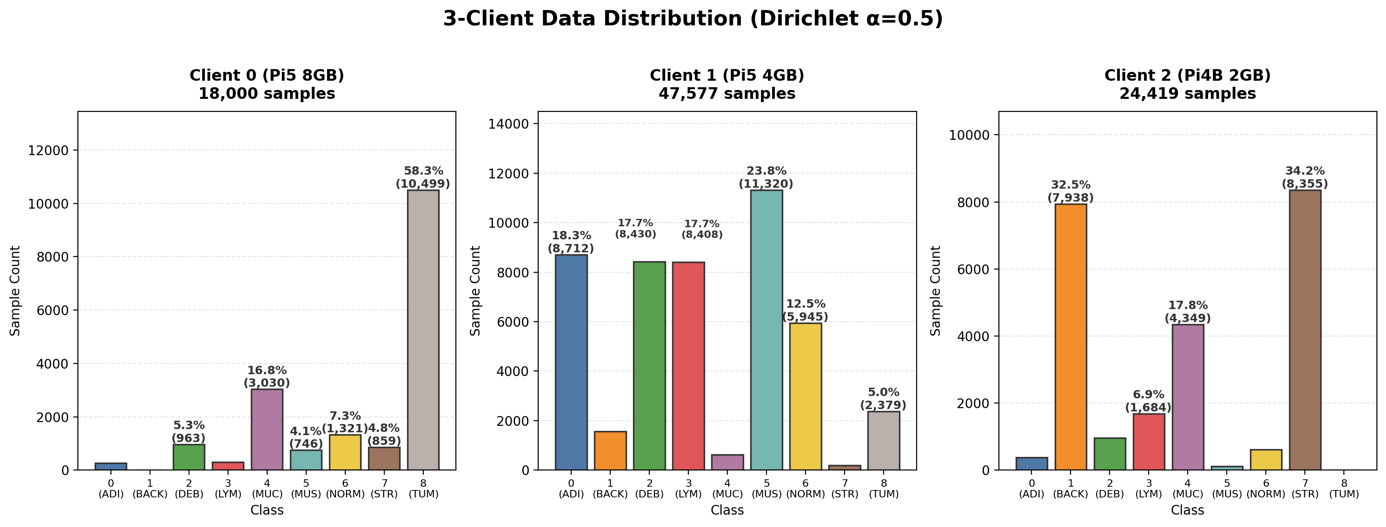 3-Client Data Distribution (Dirichlet α=0.5)
Client 0 (Pi5 8GB)
18,000 samples
Sample Count
12000
10000
8000
6000
4000
2000
0
5.3%
(963)
16.8%
(3,030)
4.1%
(746)
7.3%
(1,321)
4.8%
(859)
58.3%
(10,499)
0 1 2 3 4 5 6 7 8
(ADI) (BACK) (DEB) (LYM) (MUC) (MUS) (NORM) (STR) (TUM)
Class
Client 1 (Pi5 4GB)
47,577 samples
Sample Count
14000
12000
10000
8000
6000
4000
2000
0
18.3%
(8,712)
17.7%
(8,430)
17.7%
(8,408)
23.8%
(11,320)
12.5%
(5,945)
5.0%
(2,379)
0 1 2 3 4 5 6 7 8
(ADI) (BACK) (DEB) (LYM) (MUC) (MUS) (NORM) (STR) (TUM)
Class
Client 2 (Pi4B 2GB)
24,419 samples
Sample Count
10000
8000
6000
4000
2000
0
32.5%
(7,938)
6.9%
(1,684)
17.8%
(4,349)
34.2%
(8,355)
0 1 2 3 4 5 6 7 8
(ADI) (BACK) (DEB) (LYM) (MUC) (MUS) (NORM) (STR) (TUM)
Class